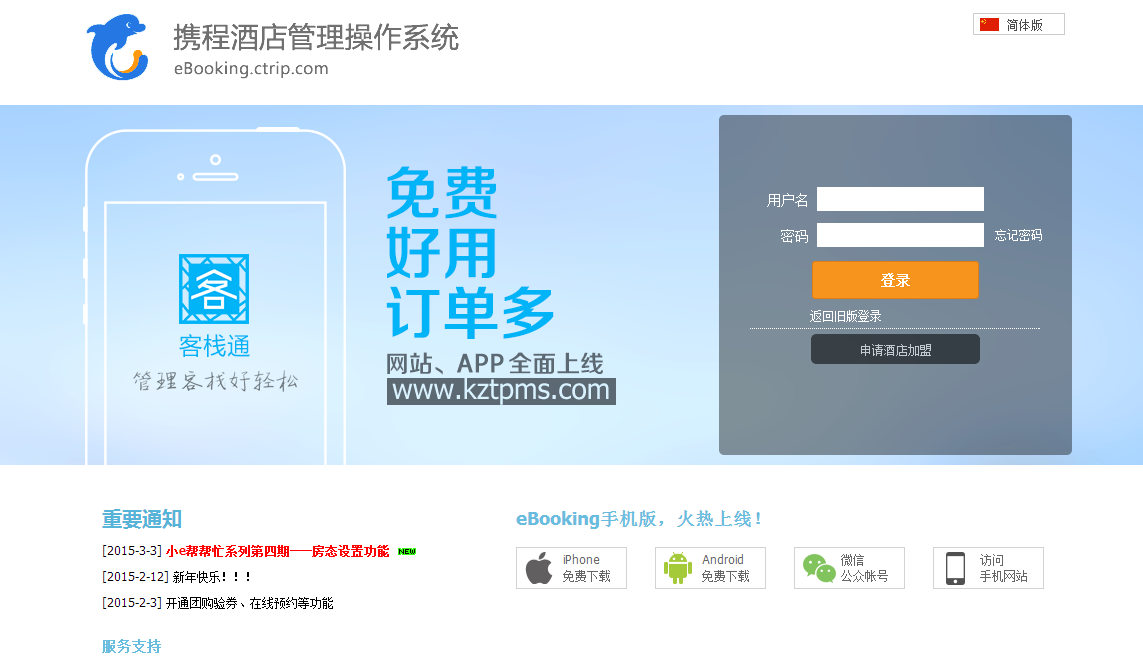 携程酒店管理操作系统
eBooking.ctrip.com
简体版
客
客栈通
管理客栈好轻松
免费
好用
订单多
网站、APP 全面上线
www.kztpms.com
用户名
密码
忘记密码
登录
返回旧版登录
申请酒店加盟
重要通知
[2015-3-3] 小e帮帮忙系列第四期——房态设置功能 NEW
[2015-2-12] 新年快乐！！！
[2015-2-3] 开通团购验券、在线预约等功能
服务支持
eBooking手机版，火热上线！
iPhone
免费下载
Android
免费下载
微信
公众帐号
访问
手机网站